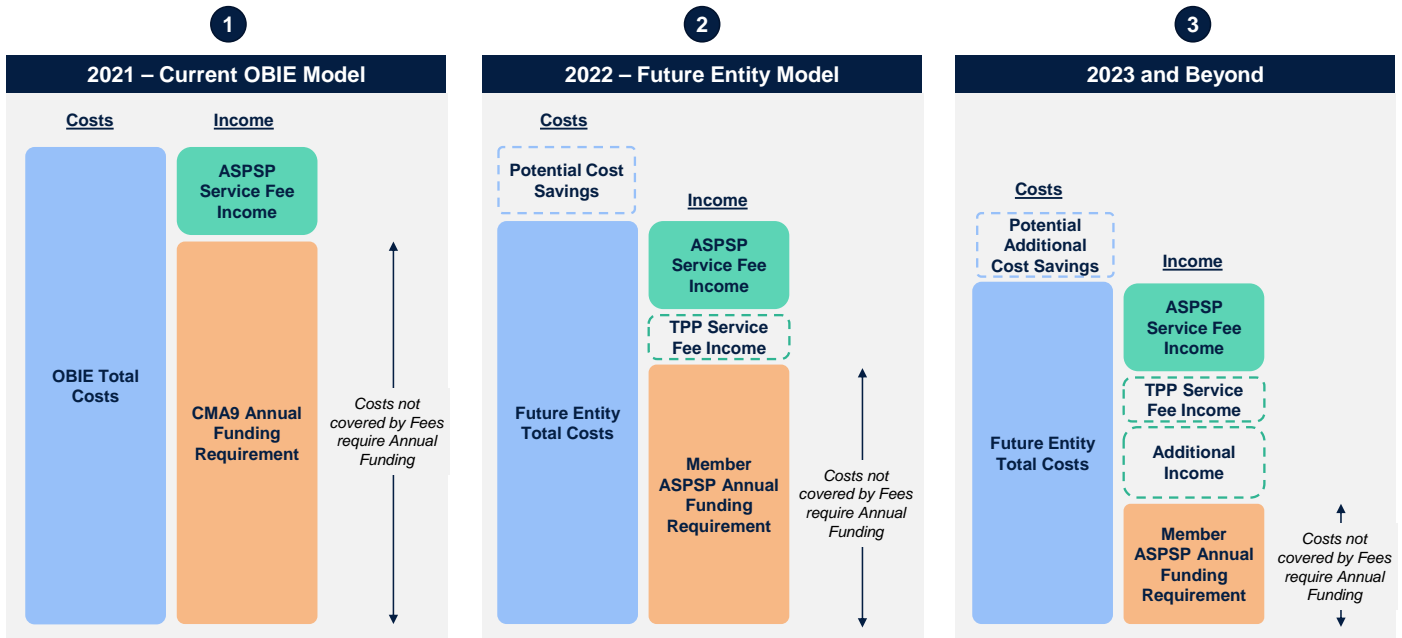 1
2021 – Current OBIE Model
Costs
Income
OBIE Total
Costs
ASPSP
Service Fee
Income
CMA9 Annual
Funding
Requirement
Costs not
covered by Fees
require Annual
Funding
2
2022 – Future Entity Model
Costs
Potential Cost
Savings
Future Entity
Total Costs
Income
ASPSP
Service Fee
Income
TPP Service
Fee Income
Member
ASPSP Annual
Funding
Requirement
Costs not
covered by Fees
require Annual
Funding
3
2023 and Beyond
Costs
Potential
Additional
Cost Savings
Future Entity
Total Costs
Income
ASPSP
Service Fee
Income
TPP Service
Fee Income
Additional
Income
Member
ASPSP Annual
Funding
Requirement
Costs not
covered by Fees
require Annual
Funding